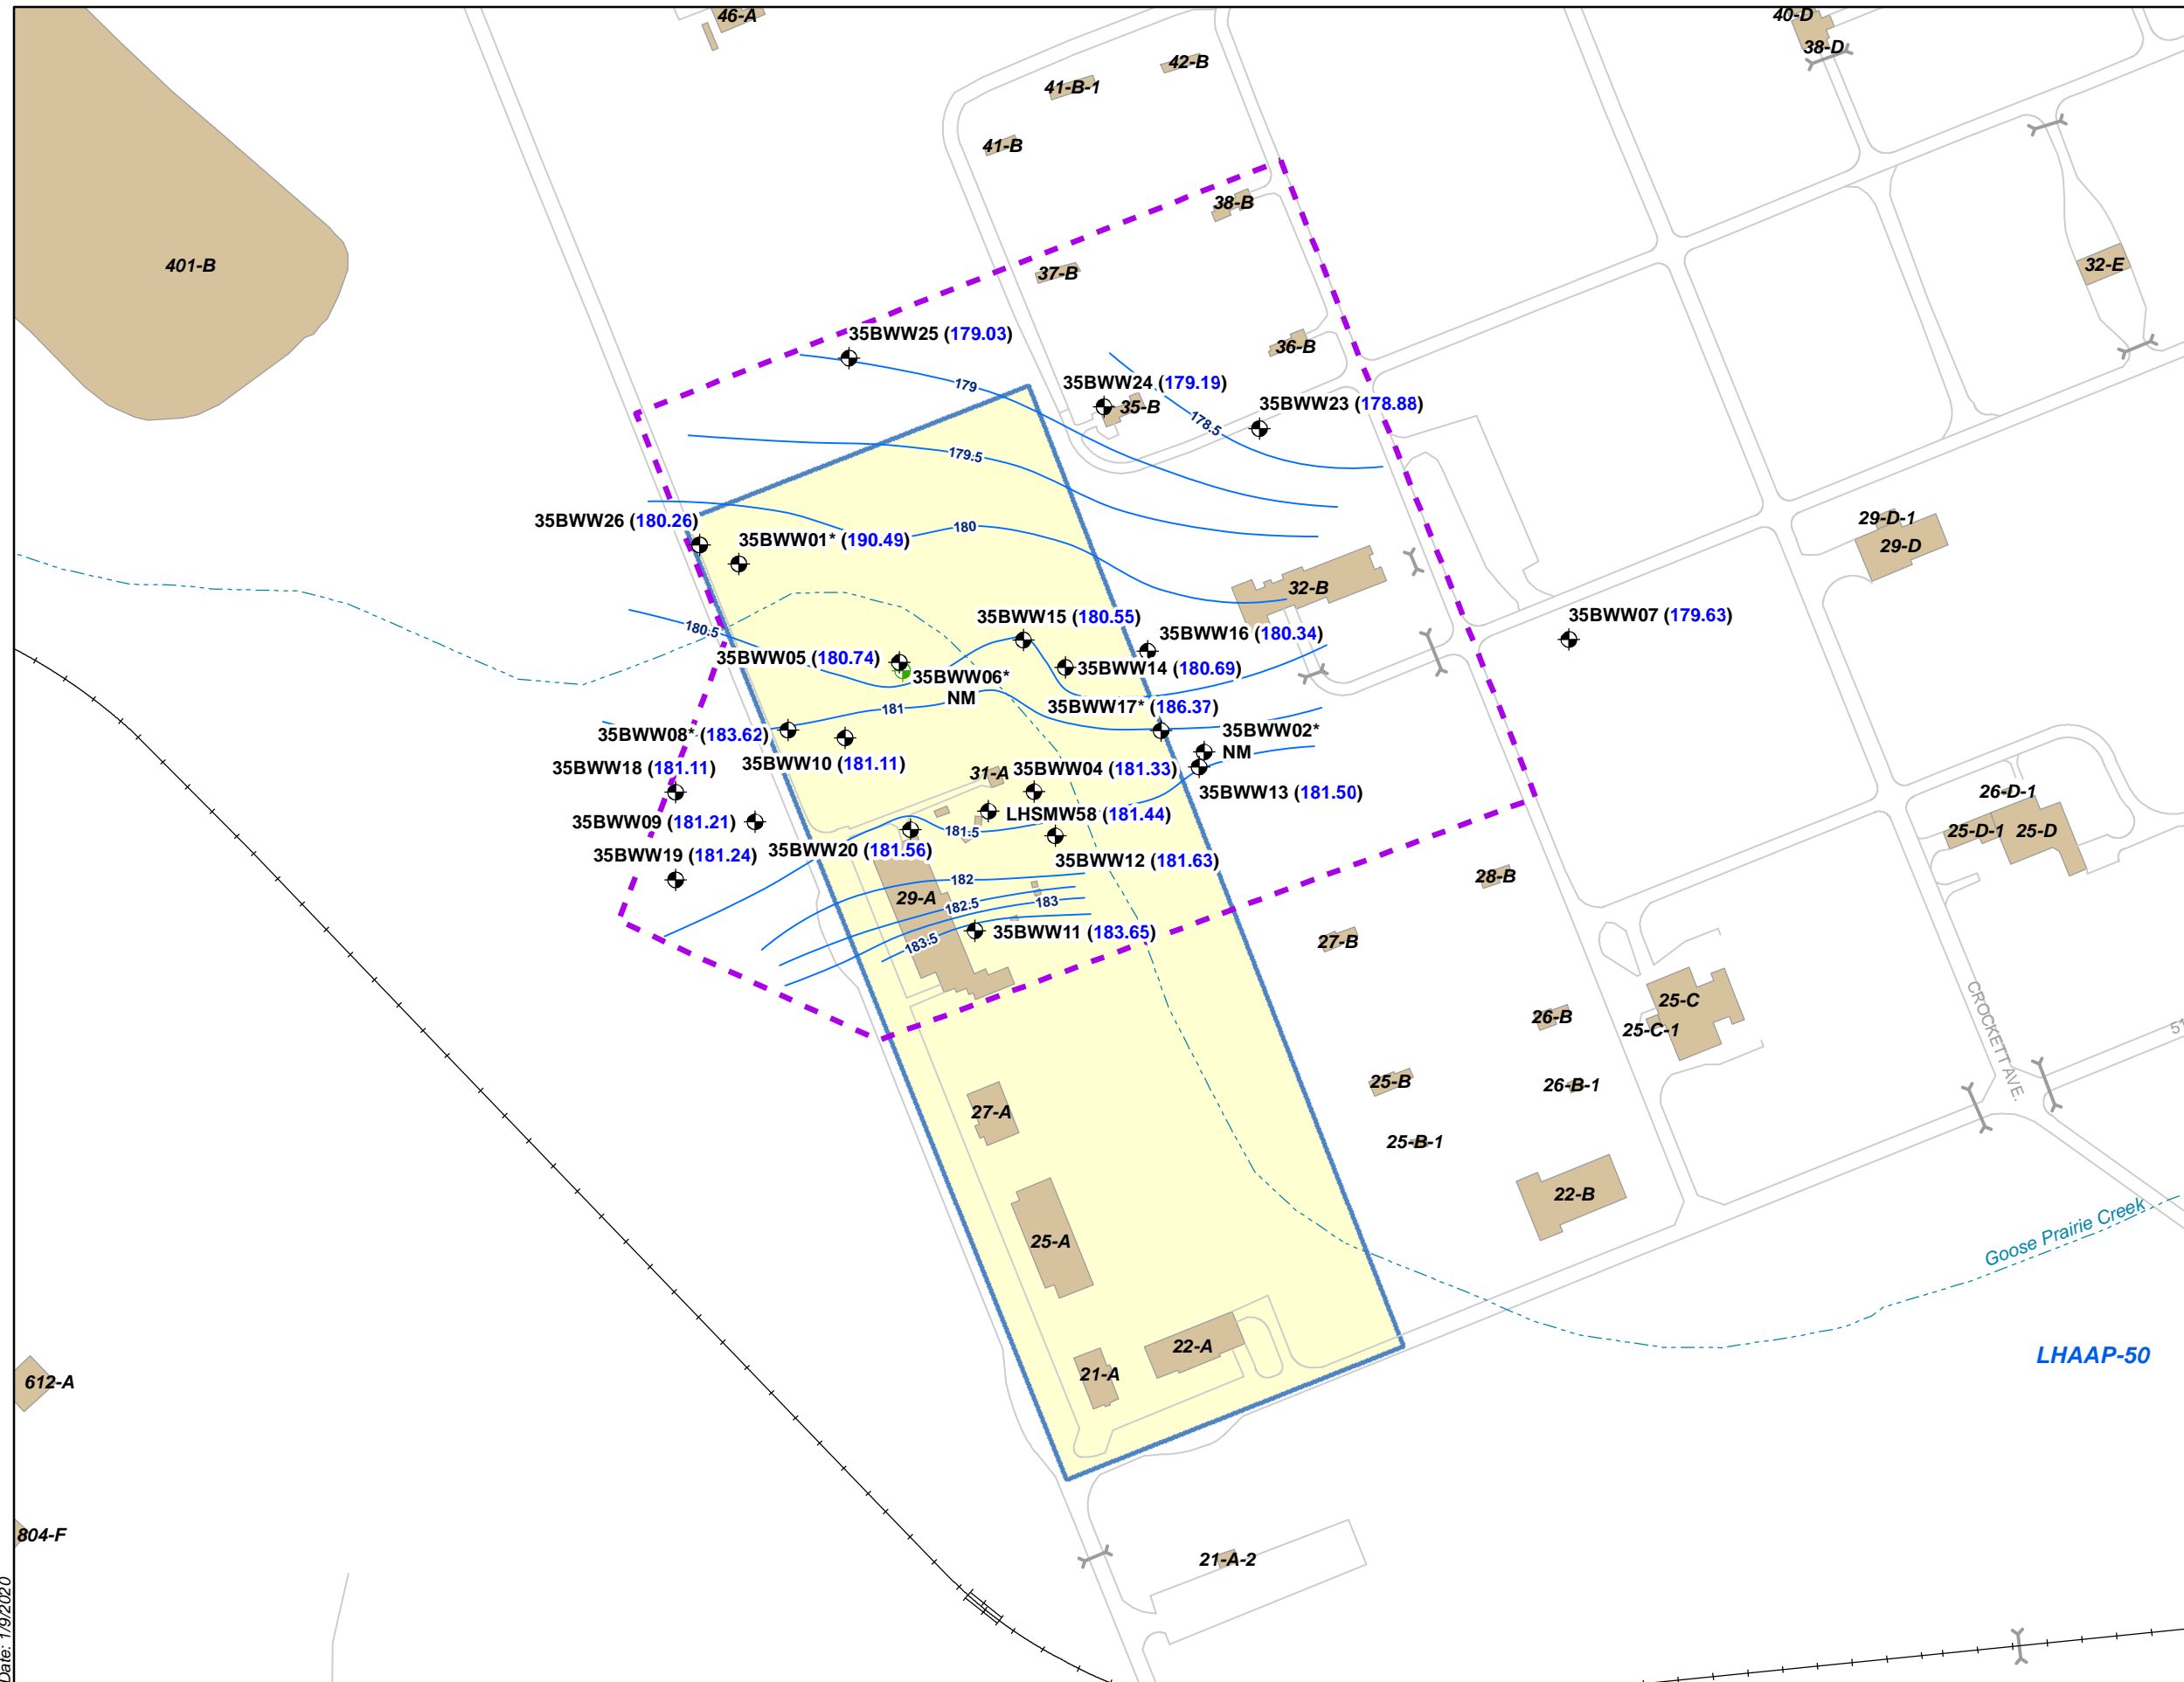 46-A
40-D
38-D
42-B
41-B-1
41-B
38-B
401-B
32-E
37-B
35BWW25 (179.03)
36-B
179
35BWW24 (179.19)
35-B
35BWW23 (178.88)
178.5
179.5
35BWW26 (180.26)
180
35BWW01* (190.49)
29-D-1
29-D
32-B
35BWW15 (180.55)
35BWW07 (179.63)
180.5
35BWW16 (180.34)
35BWW05 (180.74)
35BWW14 (180.69)
35BWW06*
NM
181
35BWW17* (186.37)
35BWW08* (183.62)
35BWW02*
NM
35BWW10 (181.11)
35BWW18 (181.11)
31-A
35BWW04 (181.33)
35BWW13 (181.50)
26-D-1
35BWW09 (181.21)
LHSMW58 (181.44)
181.5
25-D-1
25-D
35BWW19 (181.24)
35BWW20 (181.56)
35BWW12 (181.63)
182
28-B
29-A
182.5
183
35BWW11 (183.65)
183.5
27-B
25-C
26-B
25-C-1
CROCKETT AVE.
51
25-B
26-B-1
27-A
25-B-1
22-B
25-A
Goose Prairie Creek
22-A
LHAAP-50
21-A
612-A
804-F
21-A-2
Date: 1/9/2020